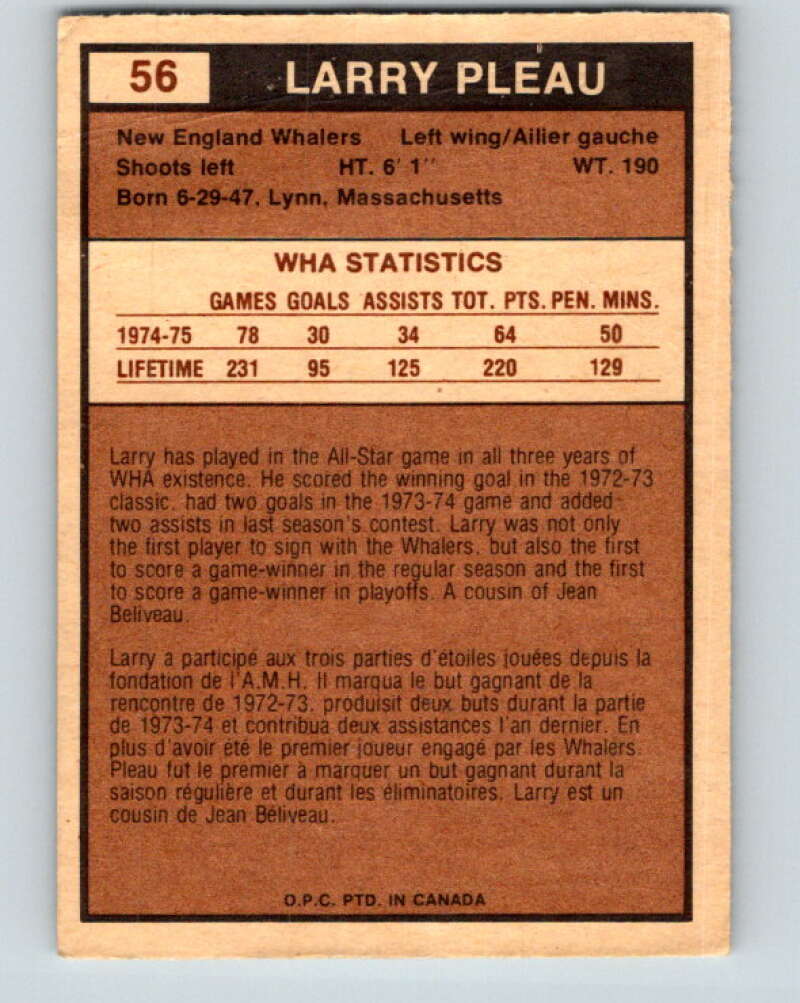 56 LARRY PLEAU
New England Whalers Left wing/Ailier gauche
Shoots left HT. 6' 1'' WT. 190
Born 6-29-47, Lynn, Massachusetts
WHA STATISTICS
GAMES GOALS ASSISTS TOT. PTS. PEN. MINS.
1974-75 78 30 34 64 50
LIFETIME 231 95 125 220 129
Larry has played in the All-Star game in all three years of
WHA existence. He scored the winning goal in the 1972-73
classic, had two goals in the 1973-74 game and added
two assists in last season's contest. Larry was not only
the first player to sign with the Whalers, but also the first
to score a game-winner in the regular season and the first
to score a game-winner in playoffs. A cousin of Jean
Beliveau.
Larry a participé aux trois parties d'étoiles jouées depuis la
fondation de l'A.M.H. Il marqua le but gagnant de la
rencontre de 1972-73, produisit deux buts durant la partie
de 1973-74 et contribua deux assistances l'an dernier. En
plus d'avoir été le premier joueur engagé par les Whalers.
Pleau fut le premier à marquer un but gagnant durant la
saison régulière et durant les éliminatoires. Larry est un
cousin de Jean Béliveau.
O.P.C. PTD. IN CANADA